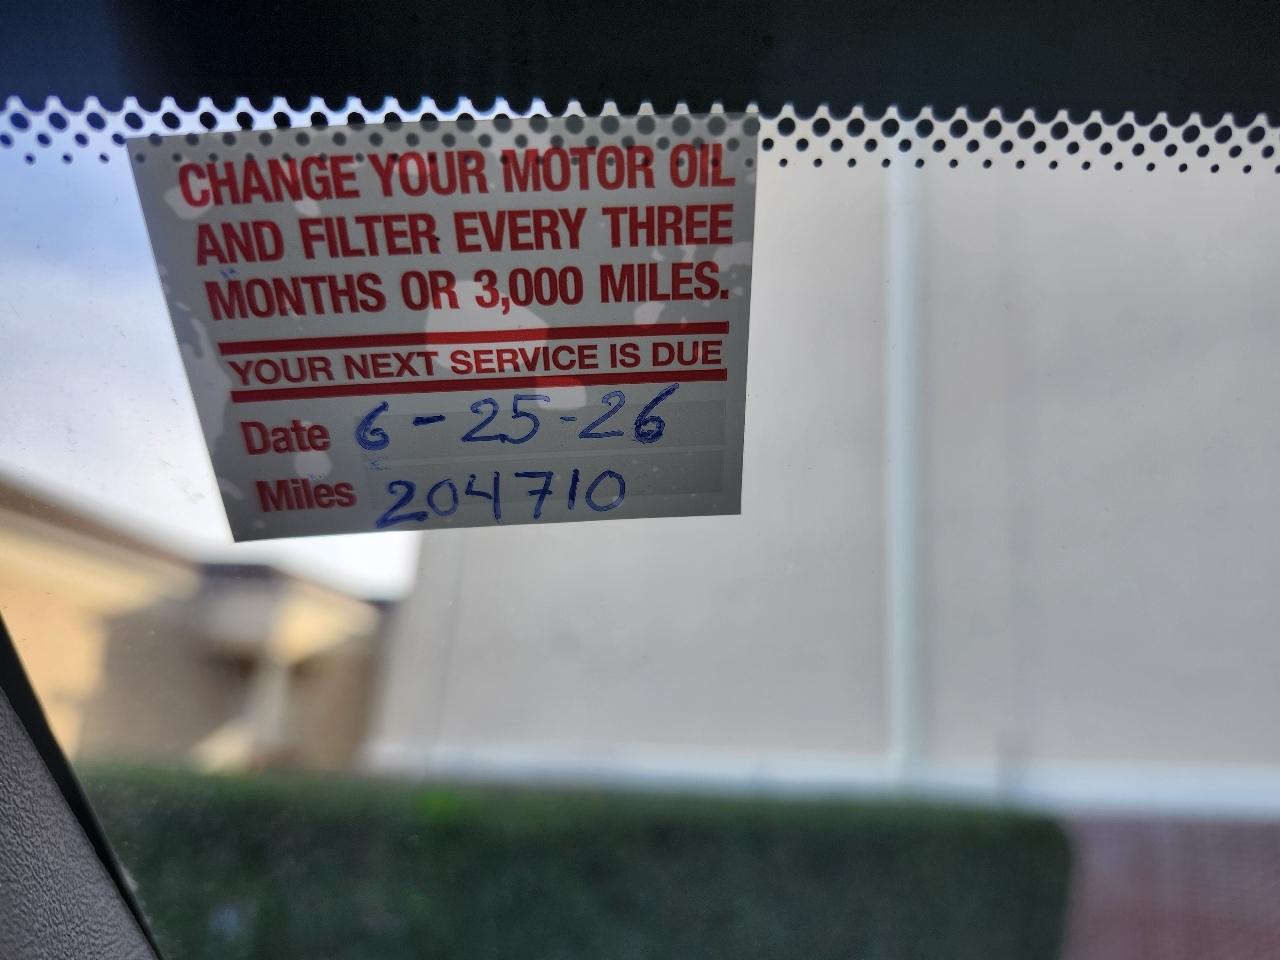 CHANGE YOUR MOTOR OIL
AND FILTER EVERY THREE
MONTHS OR 3,000 MILES.
YOUR NEXT SERVICE IS DUE
Date 6-25-26
Miles 204710